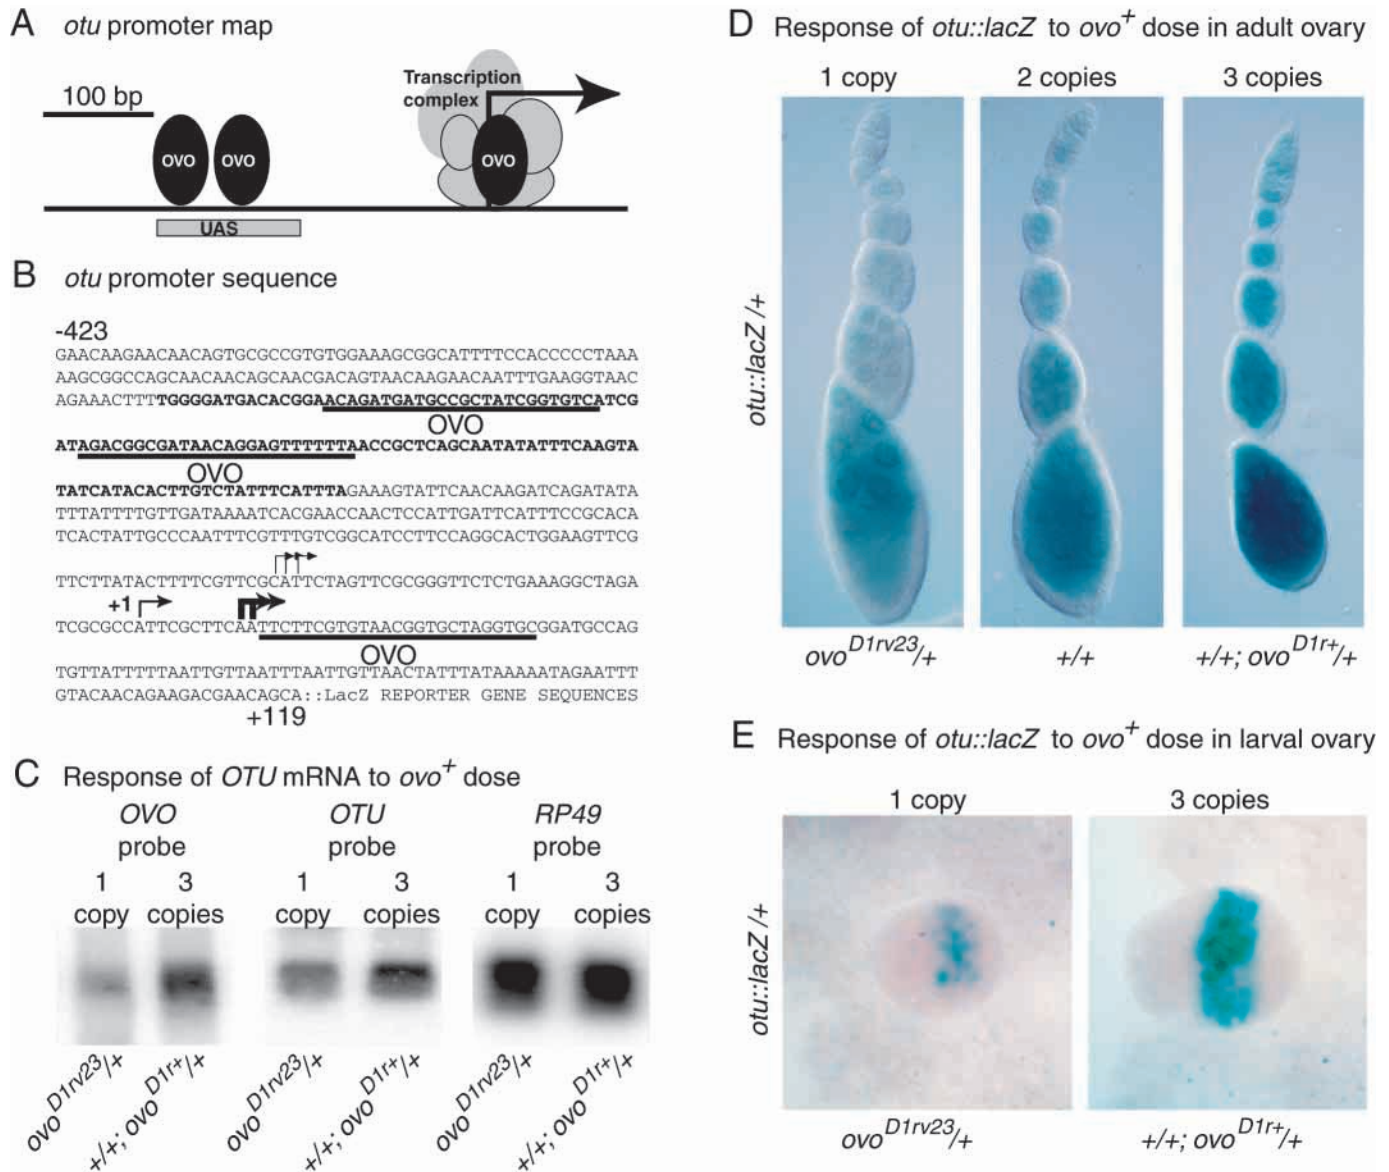 A otu promoter map
100 bp
Transcription
complex
OVO OVO OVO
UAS
B otu promoter sequence
-423
GAACAAGAACAACAGTGCGCCGTGTGGAAAGCGGCATTTTCCACCCCCTAAA
AAGCGGCCAGCAACAACAGCAACGACAGTAACAAGAACAATTTGAAGGTAAC
AGAAACTTTTGGGGATGACACGGAACAGATGATGCCGCTATCGGTGTCATCG
OVO
ATAGACGGCGATAACAGGAGTTTTTTAACCGCTCAGCAATATATTTCAAGTA
OVO
TATCATACACTTGTCTATTTCATTTAGAAAGTATTCAACAAGATCAGATATA
TTTATTTTGTTGATAAAATCACGAACCAACTCCATTGATTCATTTCCGCACA
TCACTATTGCCCAATTTCGTTTGTCGGCATCCTTCCAGGCACTGGAAGTTCG
TTCTTATACTTTTCGTTCGCATTCTAGTTCGCGGGTTCTCTGAAAGGCTAGA
+1
TCGCGCCATTCGCTTCAATTCTTCGTGTAACGGTGCTAGGTGCGGATGCCAG
OVO
TGTTATTTTTAATTGTTAATTTAATTGTTAACTATTTATAAAAATAGAATTT
GTACAACAGAAGACGAACAGCA::LacZ REPORTER GENE SEQUENCES
+119
C Response of OTU mRNA to ovo+ dose
OVO probe OTU probe RP49 probe
1 copy 3 copies 1 copy 3 copies 1 copy 3 copies
ovoD1rv23/+ +/+; ovoD1r+/+ ovoD1rv23/+ +/+; ovoD1r+/+ ovoD1rv23/+ +/+; ovoD1r+/+
D Response of otu::lacZ to ovo+ dose in adult ovary
1 copy 2 copies 3 copies
otu::lacZ/+
ovoD1rv23/+ +/+ +/+; ovoD1r+/+
E Response of otu::lacZ to ovo+ dose in larval ovary
1 copy 3 copies
otu::lacZ/+
ovoD1rv23/+ +/+; ovoD1r+/+